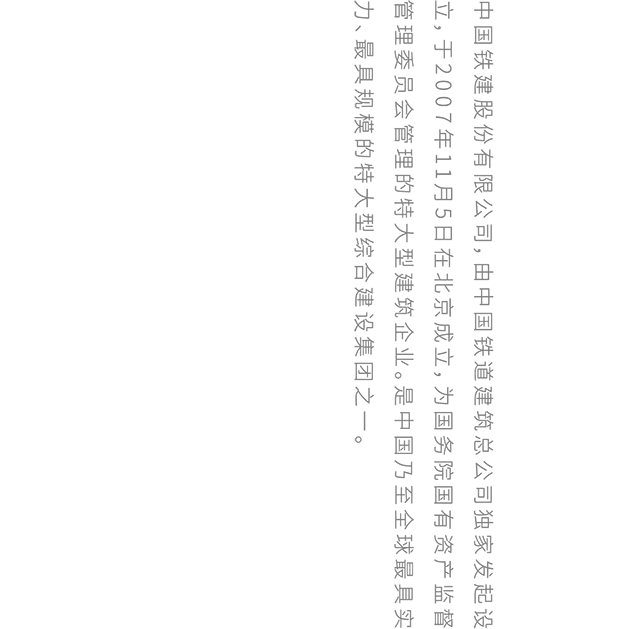 中国铁建股份有限公司，由中国铁道建筑总公司独家发起设
立，于2007年11月5日在北京成立，为国务院国有资产监督
管理委员会管理的特大型建筑企业。是中国乃至全球最具实
力、最具规模的特大型综合建设集团之一。